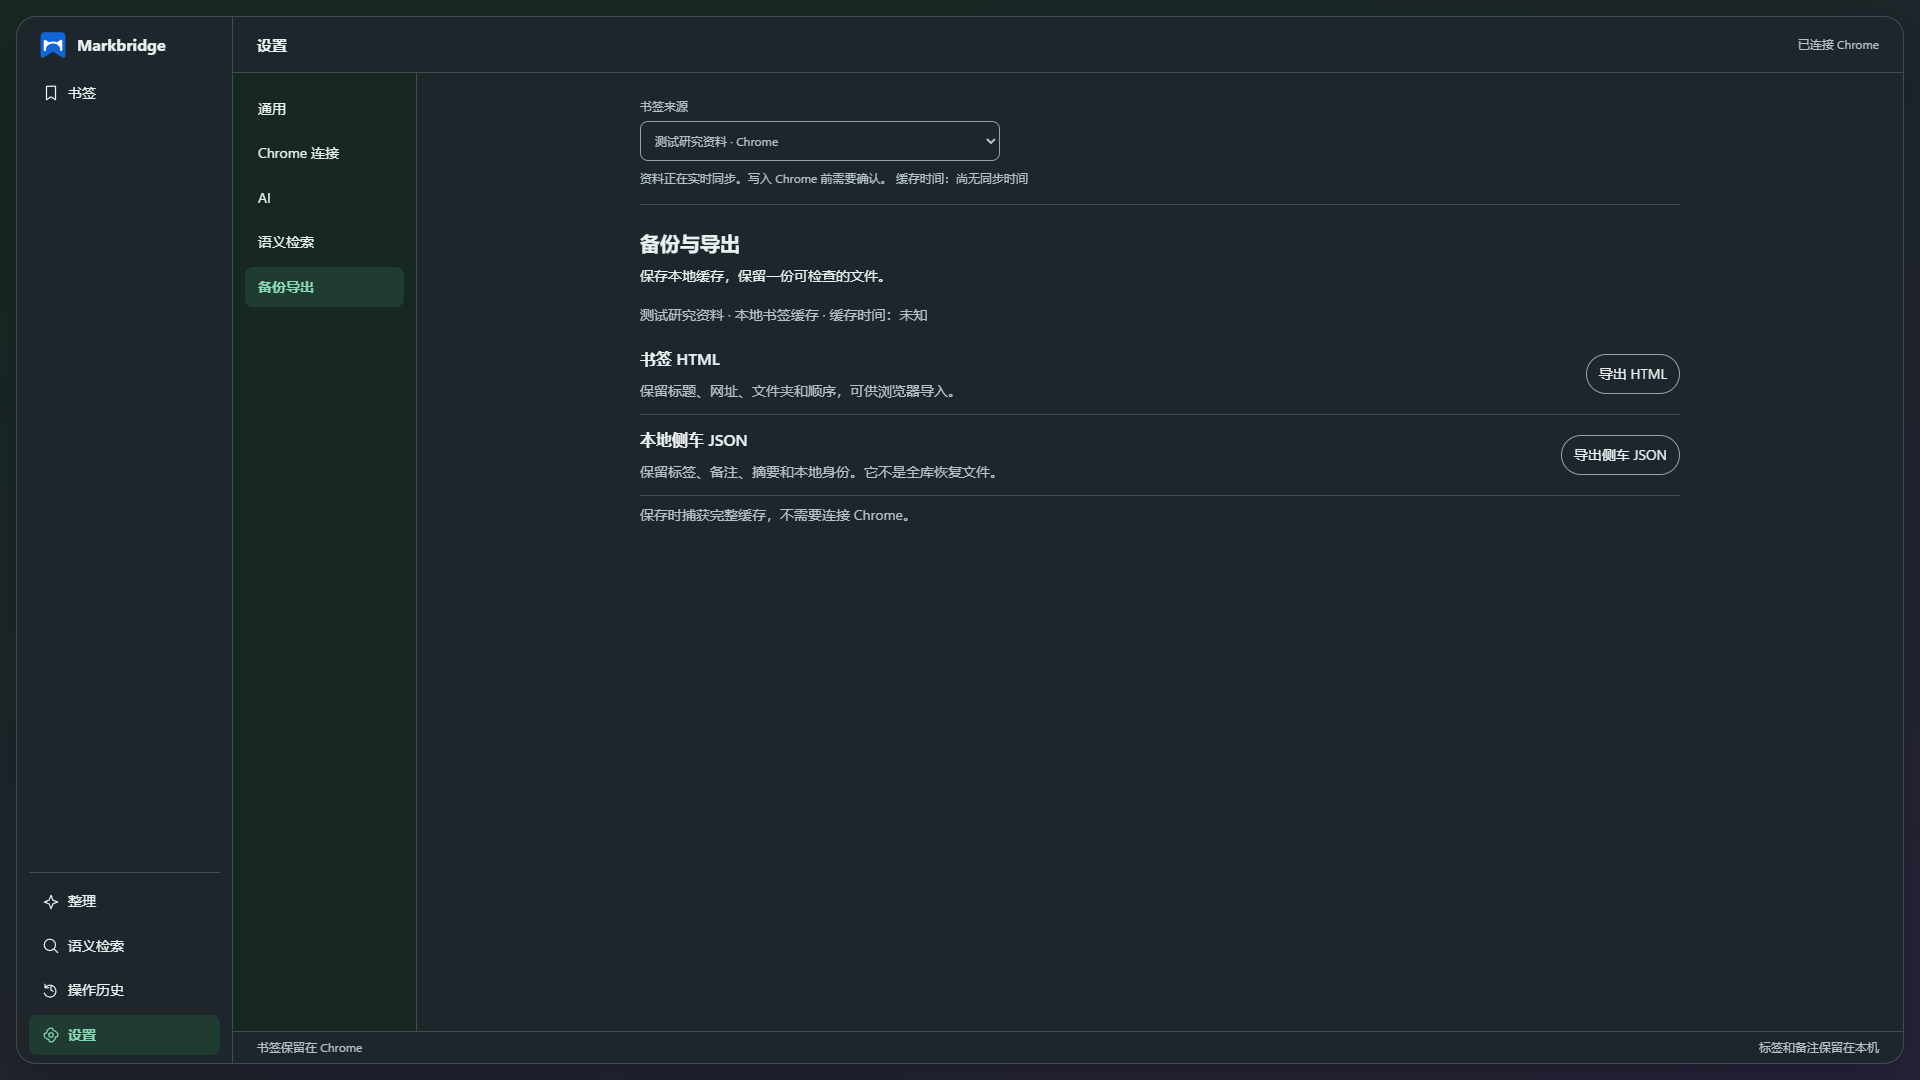 Markbridge
设置
已连接 Chrome
书签
通用
Chrome 连接
AI
语义检索
备份导出
书签来源
测试研究资料 · Chrome
资料正在实时同步。写入 Chrome 前需要确认。 缓存时间：尚无同步时间
备份与导出
保存本地缓存，保留一份可检查的文件。
测试研究资料 · 本地书签缓存 · 缓存时间：未知
书签 HTML
保留标题、网址、文件夹和顺序，可供浏览器导入。
导出 HTML
本地侧车 JSON
保留标签、备注、摘要和本地身份。它不是全库恢复文件。
导出侧车 JSON
保存时捕获完整缓存，不需要连接 Chrome。
整理
语义检索
操作历史
设置
书签保留在 Chrome
标签和备注保留在本机